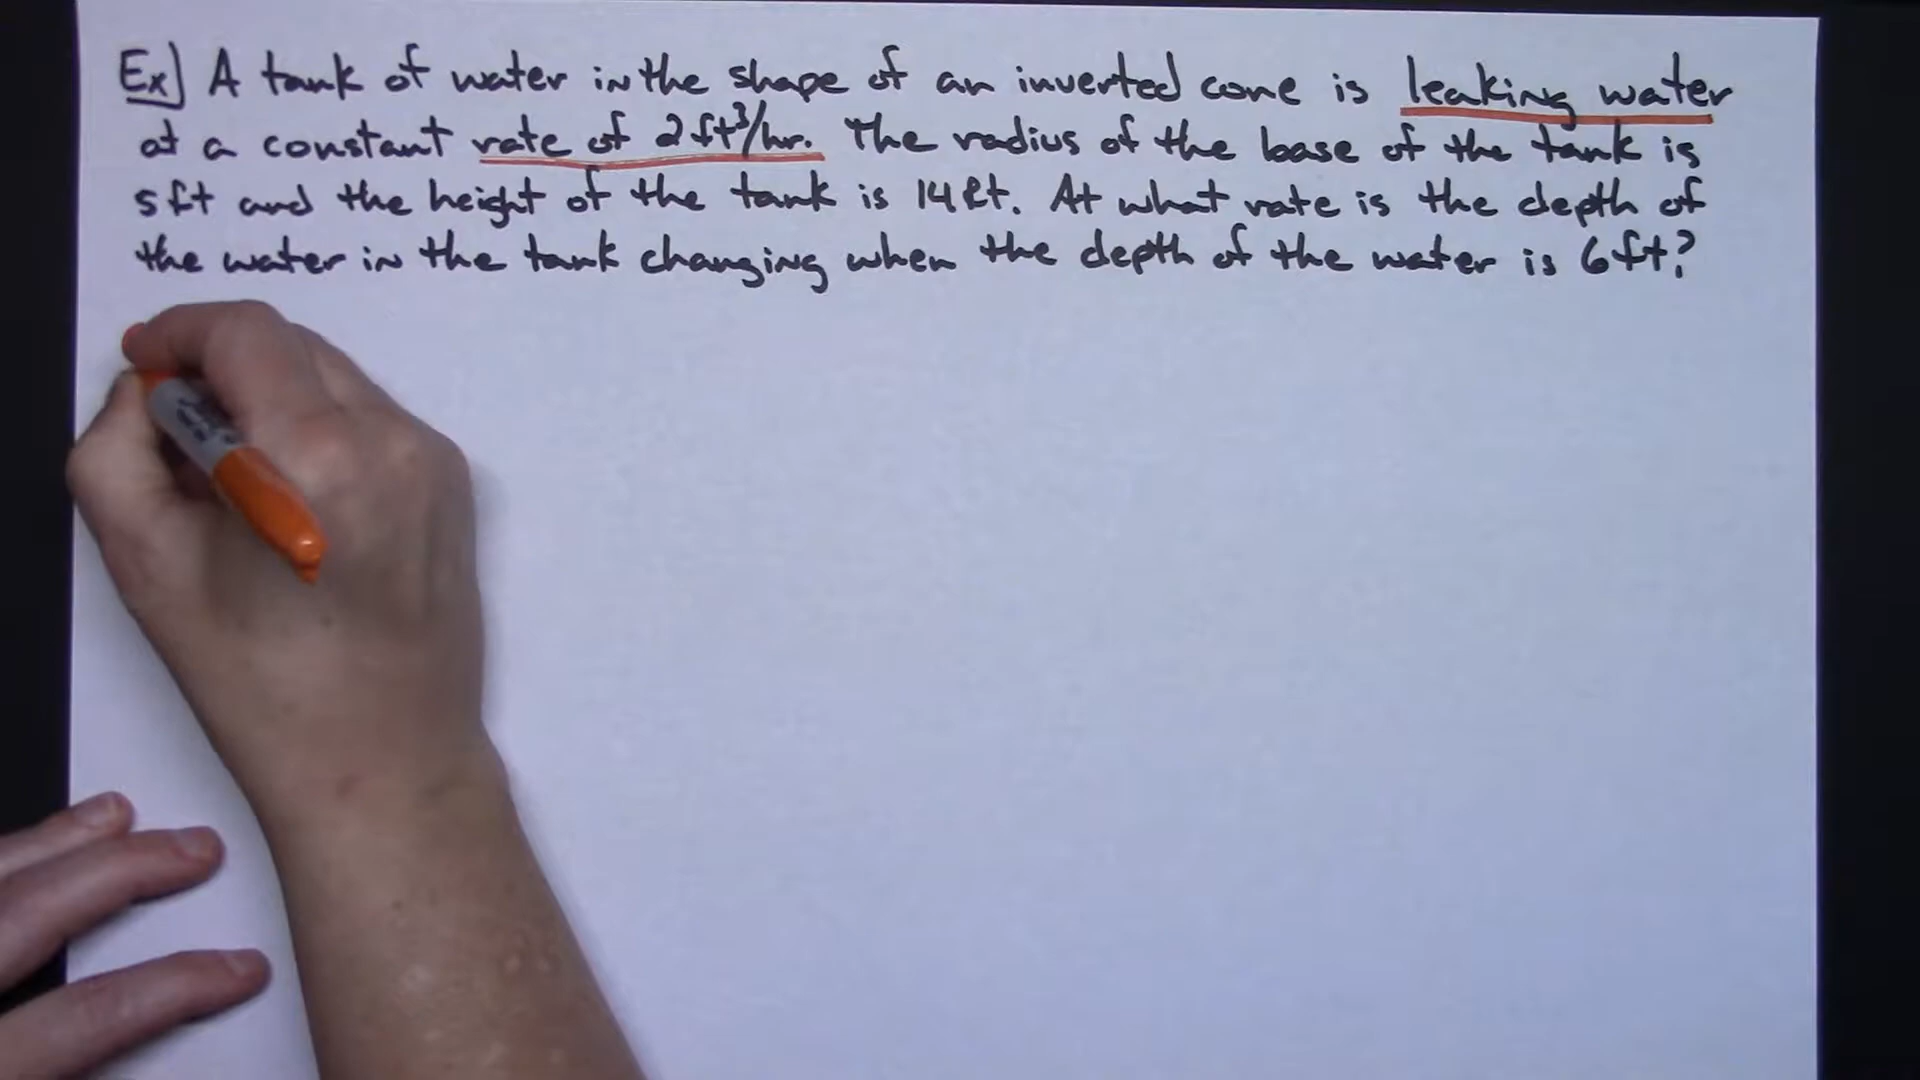 Ex] A tank of water in the shape of an inverted cone is leaking water
at a constant rate of 2ft³/hr. The radius of the base of the tank is
5ft and the height of the tank is 14ft. At what rate is the depth of
the water in the tank changing when the depth of the water is 6ft?